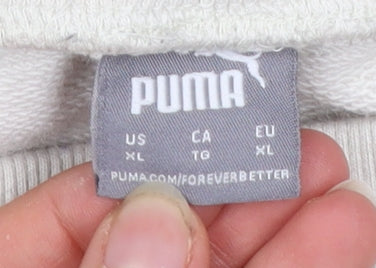 PUMA
US CA EU
XL TG XL
PUMA.COM/FOREVERBETTER